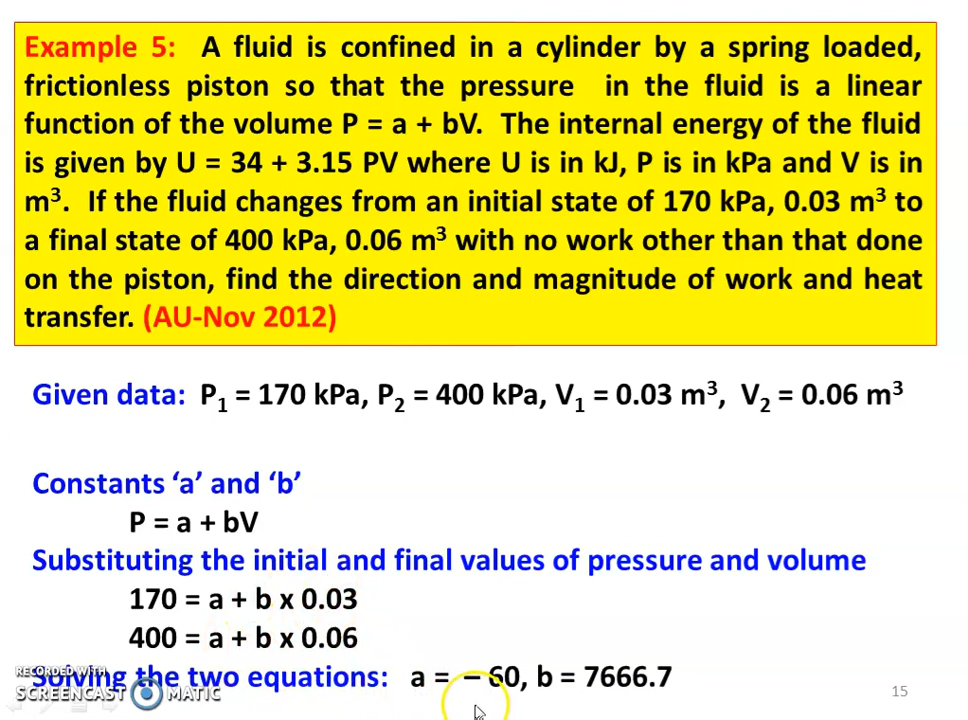 Example 5: A fluid is confined in a cylinder by a spring loaded,
frictionless piston so that the pressure in the fluid is a linear
function of the volume P = a + bV. The internal energy of the fluid
is given by U = 34 + 3.15 PV where U is in kJ, P is in kPa and V is in
m³. If the fluid changes from an initial state of 170 kPa, 0.03 m³ to
a final state of 400 kPa, 0.06 m³ with no work other than that done
on the piston, find the direction and magnitude of work and heat
transfer. (AU-Nov 2012)
Given data: P₁ = 170 kPa, P₂ = 400 kPa, V₁ = 0.03 m³, V₂ = 0.06 m³
Constants ‘a’ and ‘b’
P = a + bV
Substituting the initial and final values of pressure and volume
170 = a + b x 0.03
400 = a + b x 0.06
Solving the two equations: a = – 60, b = 7666.7
RECORDED WITH
SCREENCAST MATIC
15